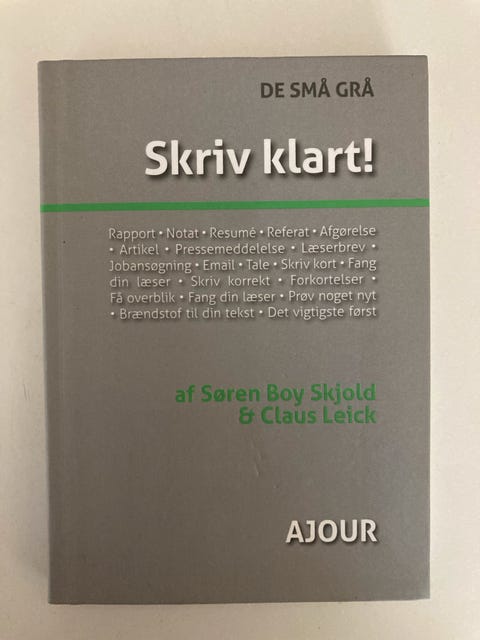 DE SMÅ GRÅ
Skriv klart!
Rapport • Notat • Resumé • Referat • Afgørelse
• Artikel • Pressemeddelelse • Læserbrev •
Jobansøgning • Email • Tale • Skriv kort • Fang
din læser • Skriv korrekt • Forkortelser •
Få overblik • Fang din læser • Prøv noget nyt
• Brændstof til din tekst • Det vigtigste først
af Søren Boy Skjold
& Claus Leick
AJOUR